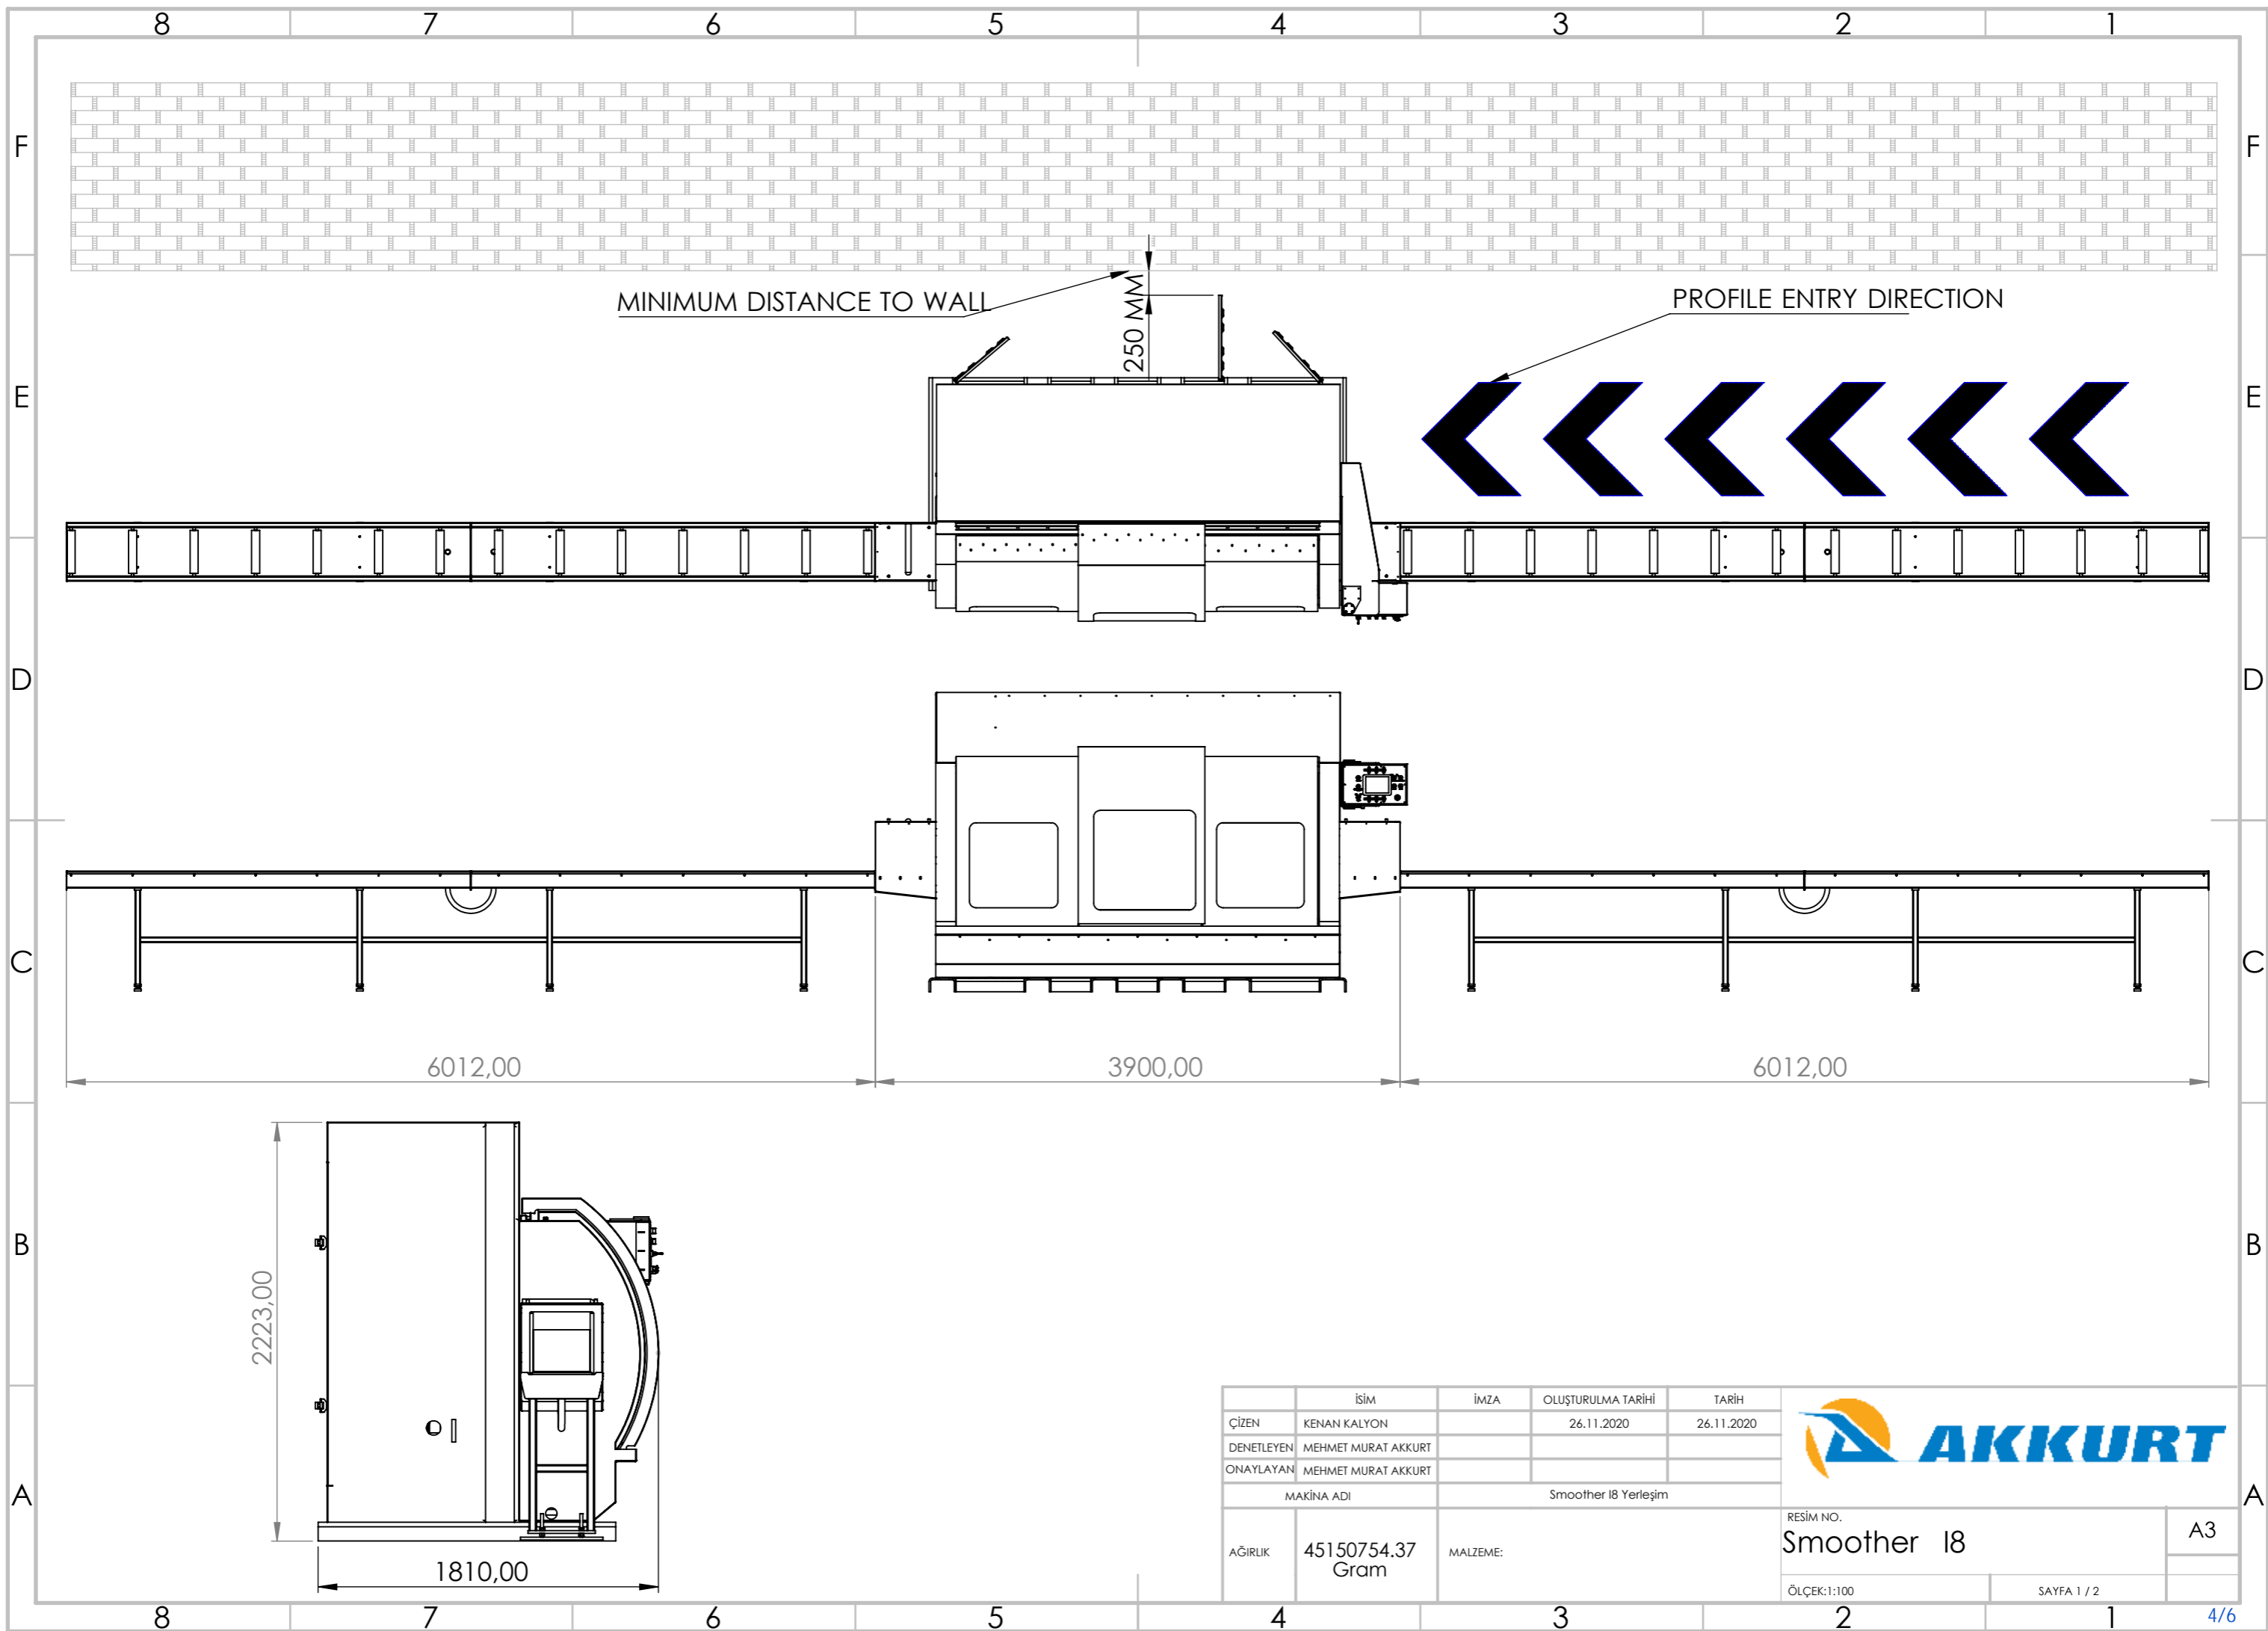 8 7 6 5 4 3 2 1
F F
MINIMUM DISTANCE TO WALL
250 MM
PROFILE ENTRY DIRECTION
E E
D D
C C
6012,00 3900,00 6012,00
B B
2223,00
1810,00
A A
İSİM İMZA OLUŞTURULMA TARİHİ TARİH
ÇİZEN KENAN KALYON 26.11.2020 26.11.2020
DENETLEYEN MEHMET MURAT AKKURT
ONAYLAYAN MEHMET MURAT AKKURT
MAKİNA ADI Smoother I8 Yerleşim
AĞIRLIK 45150754.37
Gram
MALZEME:
AKKURT
RESİM NO.
Smoother I8
A3
ÖLÇEK:1:100 SAYFA 1 / 2
8 7 6 5 4 3 2 1
4/6